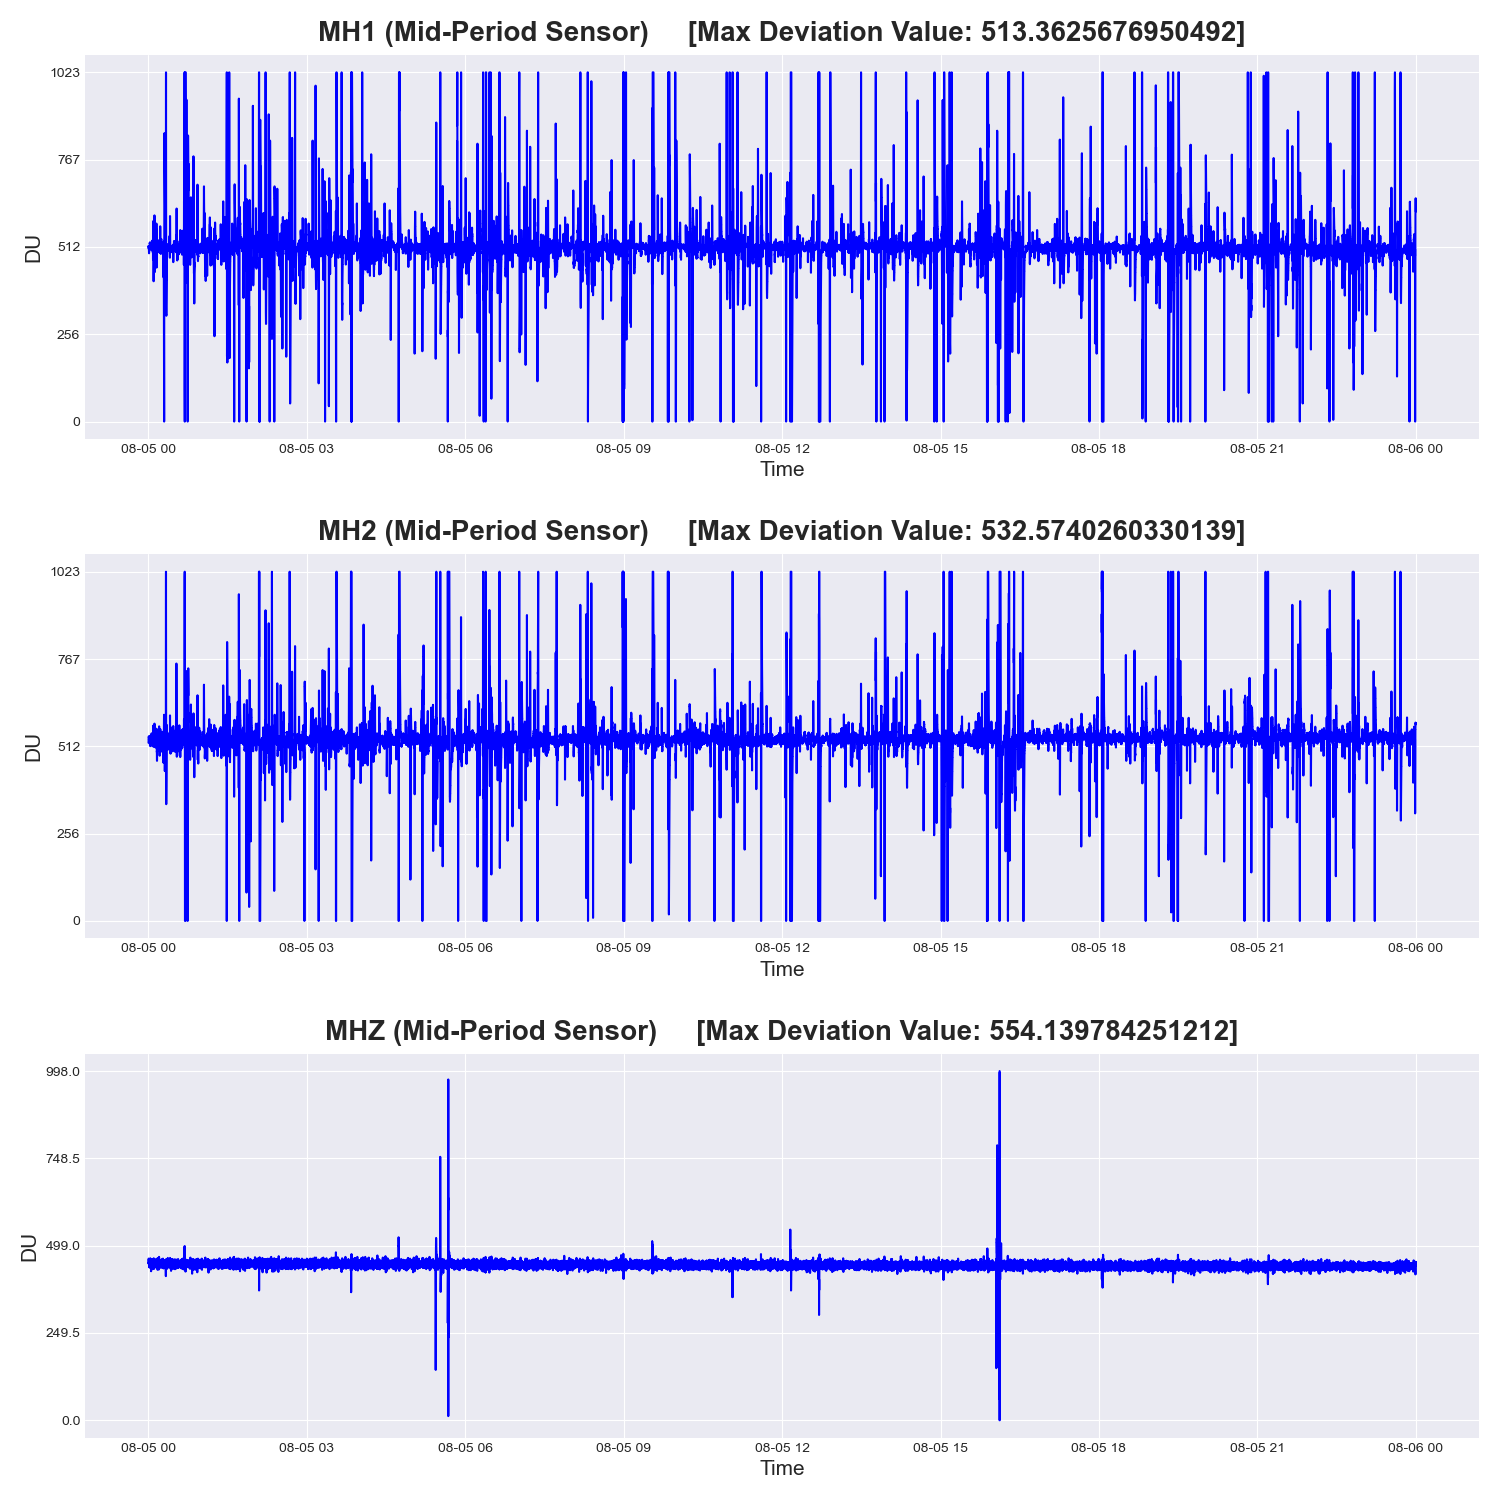 MH1 (Mid-Period Sensor) [Max Deviation Value: 513.3625676950492]
1023
767
512
256
0
DU
08-05 00 08-05 03 08-05 06 08-05 09 08-05 12 08-05 15 08-05 18 08-05 21 08-06 00
Time
MH2 (Mid-Period Sensor) [Max Deviation Value: 532.5740260330139]
1023
767
512
256
0
DU
08-05 00 08-05 03 08-05 06 08-05 09 08-05 12 08-05 15 08-05 18 08-05 21 08-06 00
Time
MHZ (Mid-Period Sensor) [Max Deviation Value: 554.139784251212]
998.0
748.5
499.0
249.5
0.0
DU
08-05 00 08-05 03 08-05 06 08-05 09 08-05 12 08-05 15 08-05 18 08-05 21 08-06 00
Time